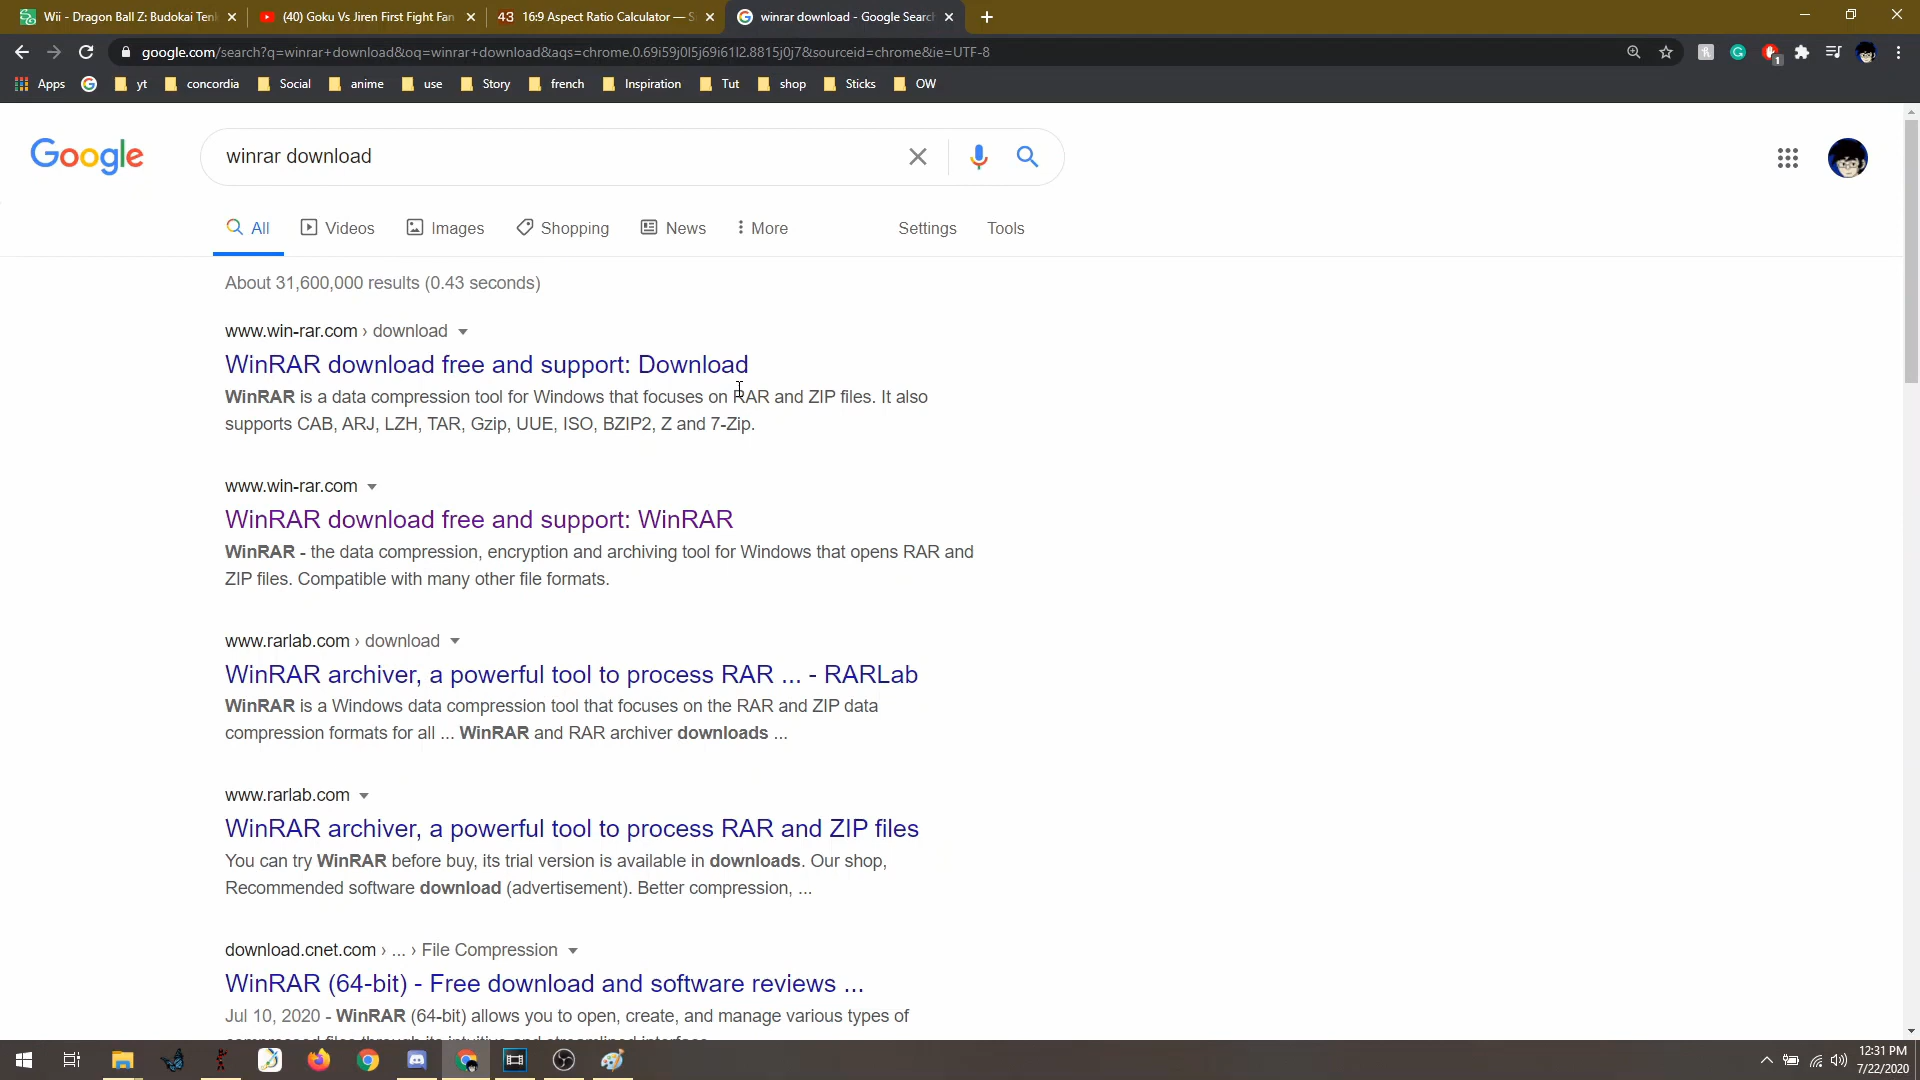 Wii - Dragon Ball Z: Budokai Tenk
(40) Goku Vs Jiren First Fight Fan
43 16:9 Aspect Ratio Calculator — S
winrar download - Google Search
google.com/search?q=winrar+download&oq=winrar+download&aqs=chrome.0.69i59j0l5j69i61l2.8815j0j7&sourceid=chrome&ie=UTF-8
1
Apps
yt
concordia
Social
anime
use
Story
french
Inspiration
Tut
shop
Sticks
OW
Google
winrar download
All
Videos
Images
Shopping
News
More
Settings
Tools
About 31,600,000 results (0.43 seconds)
www.win-rar.com › download
WinRAR download free and support: Download
WinRAR is a data compression tool for Windows that focuses on RAR and ZIP files. It also
supports CAB, ARJ, LZH, TAR, Gzip, UUE, ISO, BZIP2, Z and 7-Zip.
www.win-rar.com
WinRAR download free and support: WinRAR
WinRAR - the data compression, encryption and archiving tool for Windows that opens RAR and
ZIP files. Compatible with many other file formats.
www.rarlab.com › download
WinRAR archiver, a powerful tool to process RAR ... - RARLab
WinRAR is a Windows data compression tool that focuses on the RAR and ZIP data
compression formats for all ... WinRAR and RAR archiver downloads ...
www.rarlab.com
WinRAR archiver, a powerful tool to process RAR and ZIP files
You can try WinRAR before buy, its trial version is available in downloads. Our shop,
Recommended software download (advertisement). Better compression, ...
download.cnet.com › ... › File Compression
WinRAR (64-bit) - Free download and software reviews ...
Jul 10, 2020 - WinRAR (64-bit) allows you to open, create, and manage various types of
compressed files through its intuitive and streamlined interface.
12:31 PM
7/22/2020